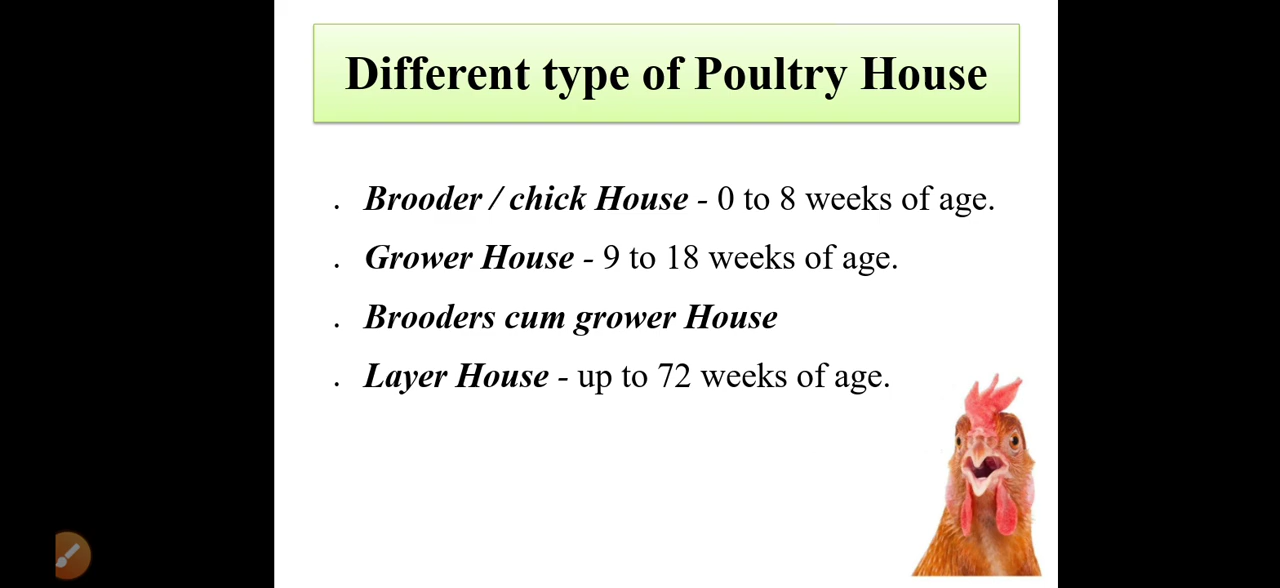 Different type of Poultry House
. Brooder / chick House - 0 to 8 weeks of age.
. Grower House - 9 to 18 weeks of age.
. Brooders cum grower House
. Layer House - up to 72 weeks of age.